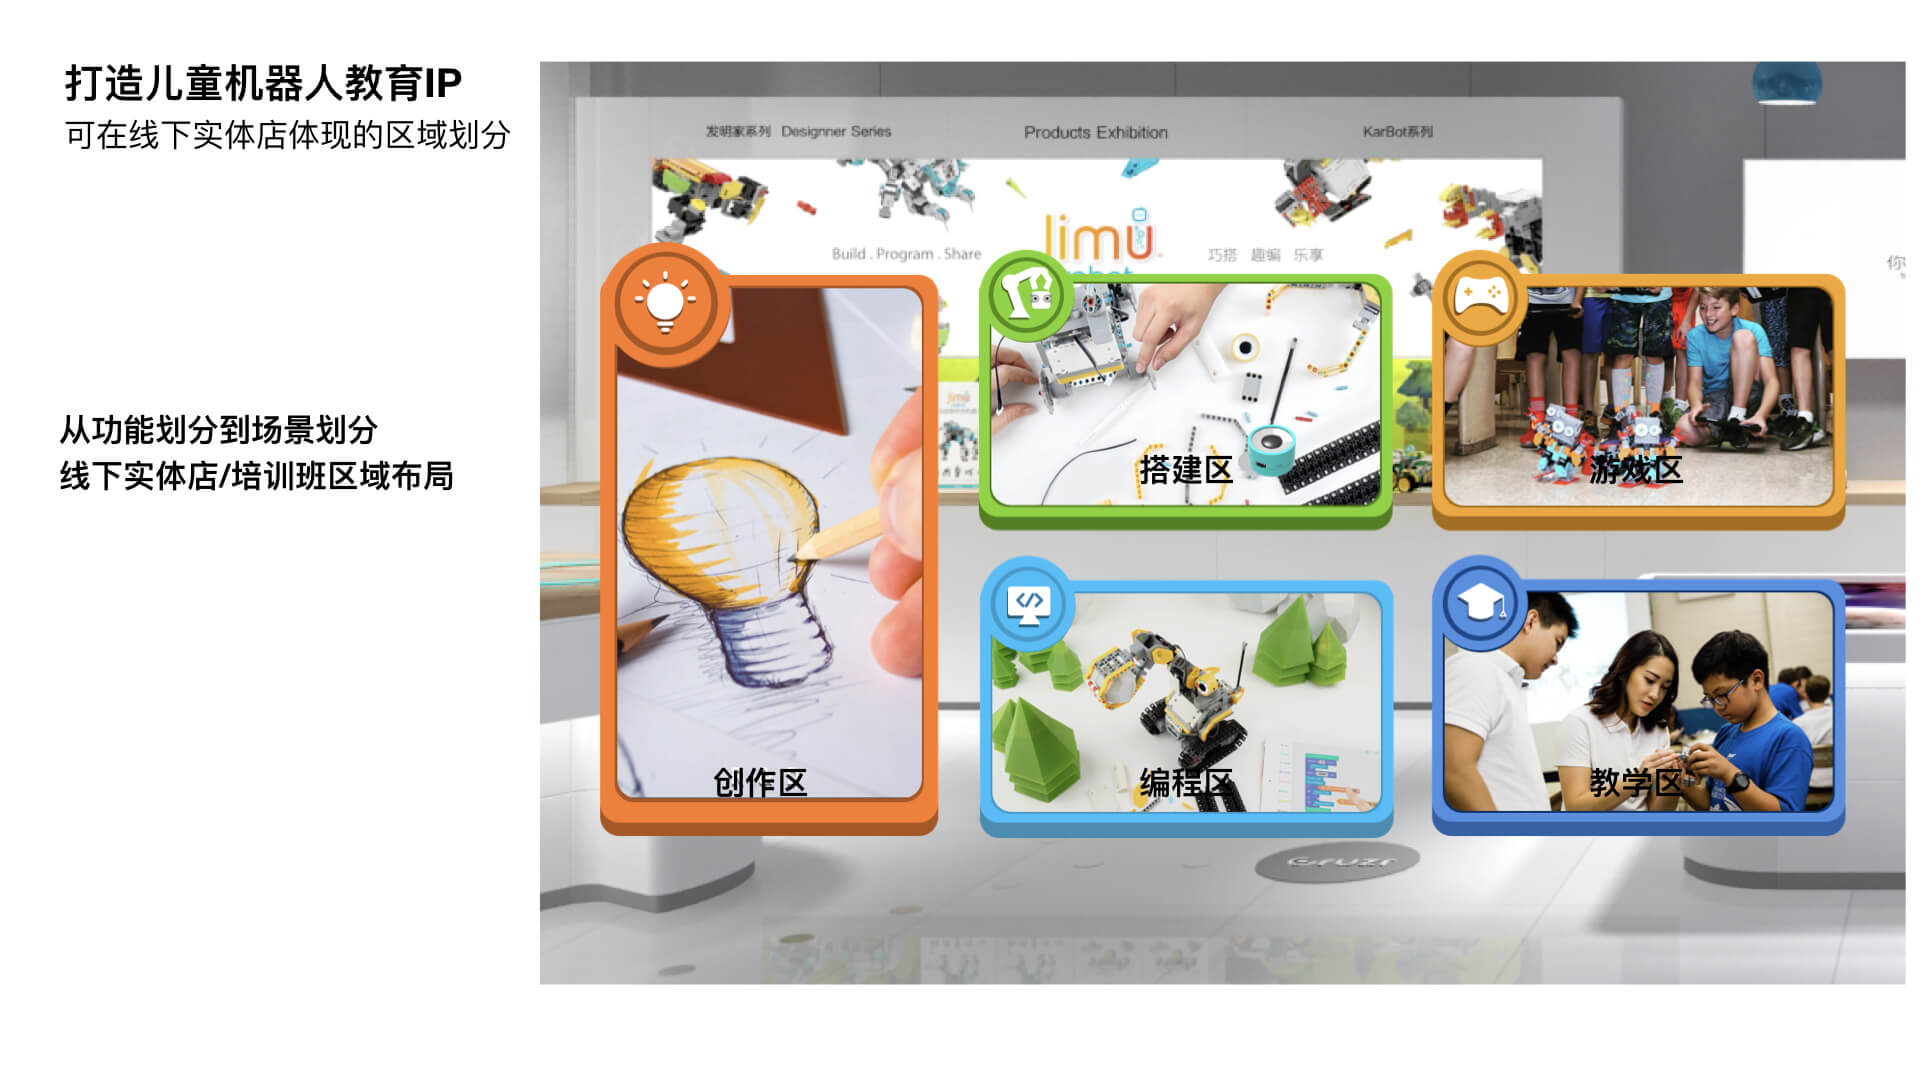 打造儿童机器人教育IP
可在线下实体店体现的区域划分
从功能划分到场景划分
线下实体店/培训班区域布局
发明家系列 Designner Series
Products Exhibition
KarBot系列
limu
Build . Program . Share
巧搭 趣编 乐享
你
搭建区
游戏区
创作区
编程区
教学区
cruzr